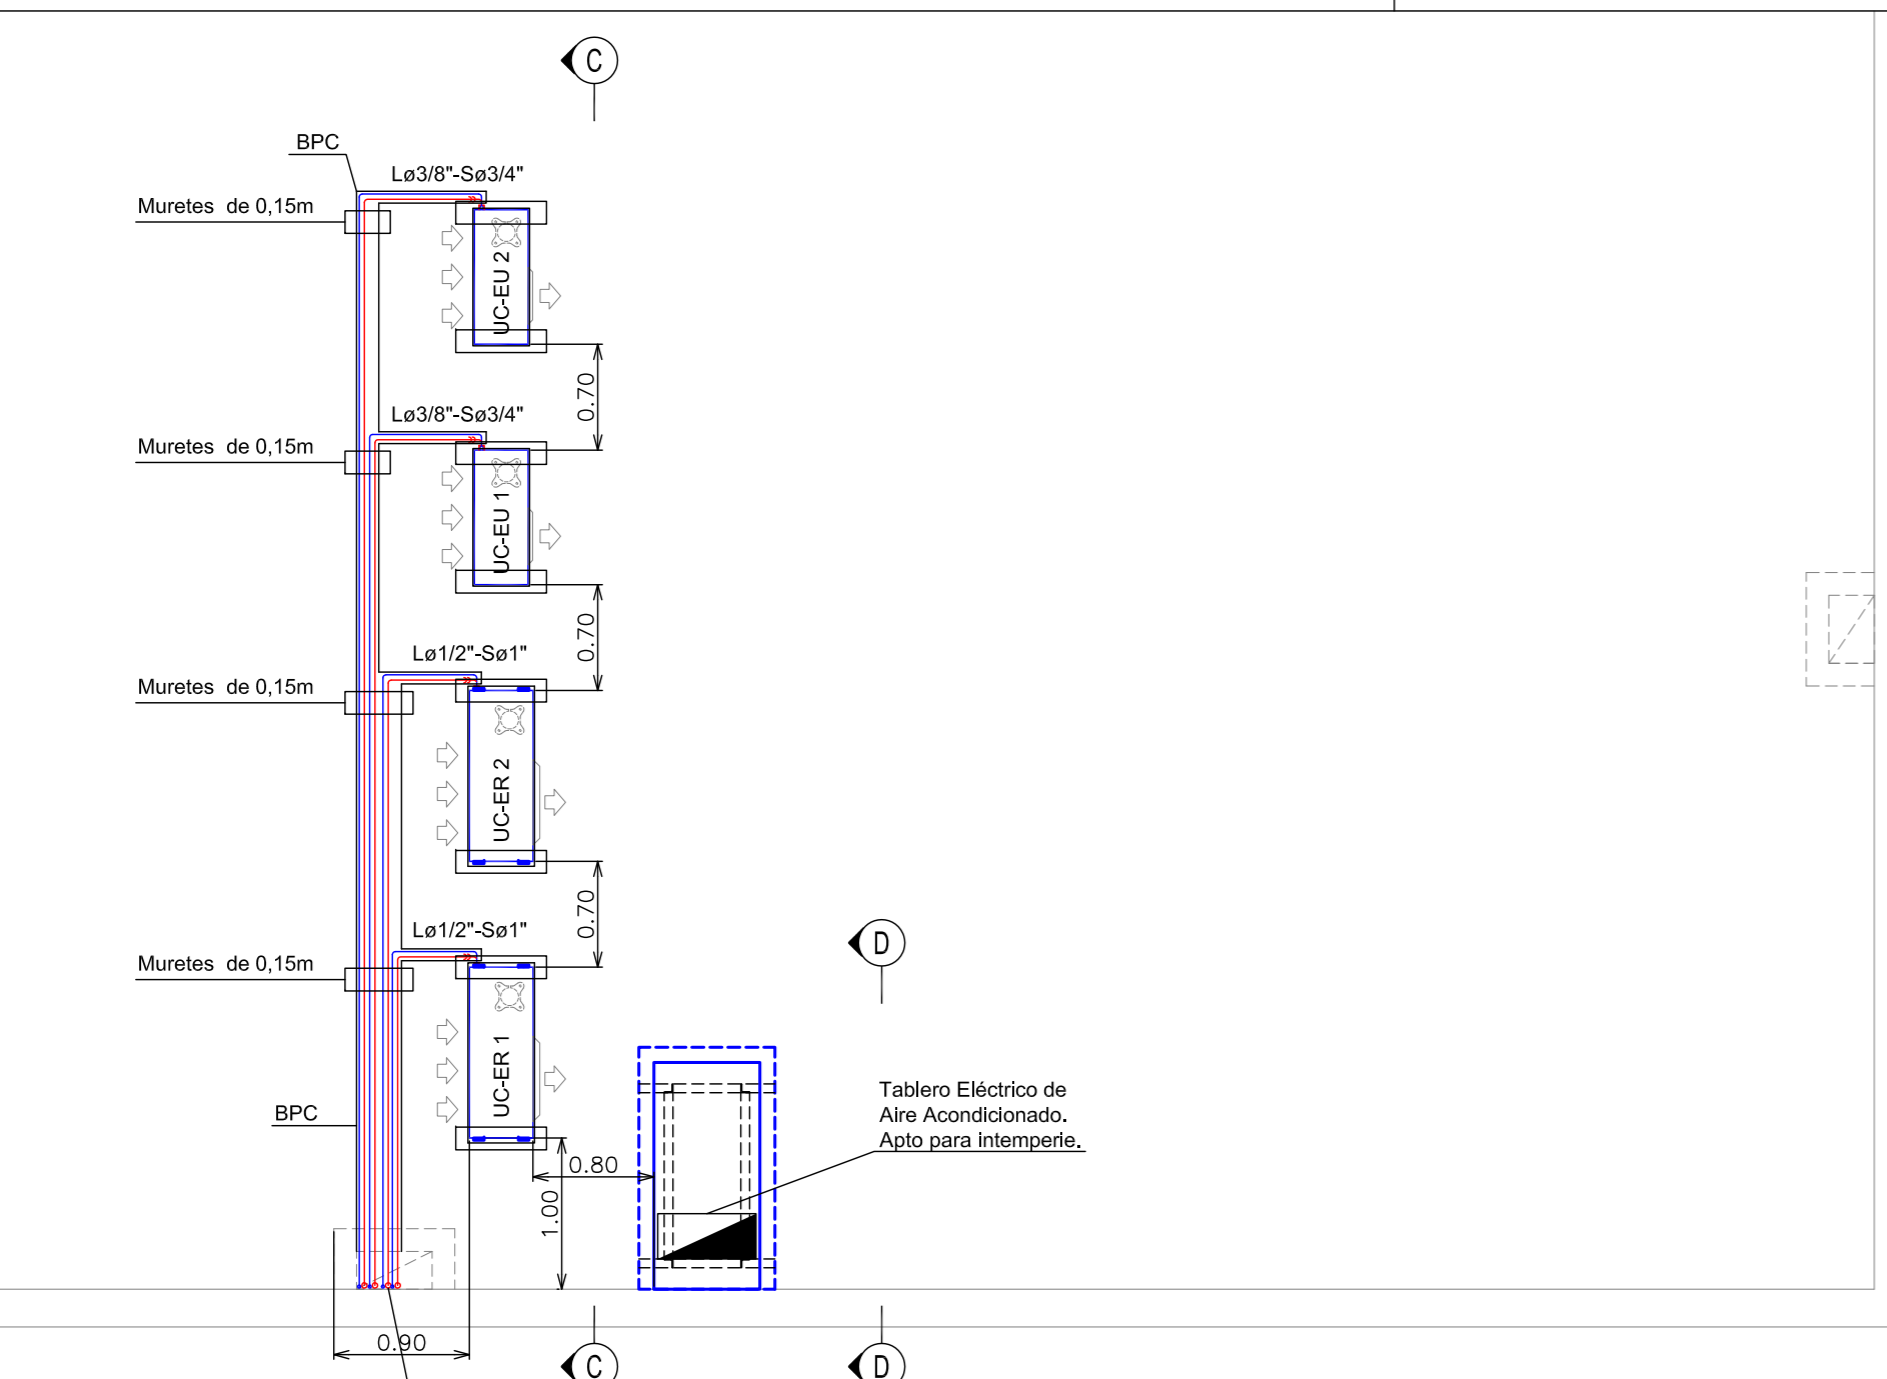 C
BPC
Lø3/8"-Sø3/4"
Muretes de 0,15m
UC-EU 2
0.70
Lø3/8"-Sø3/4"
Muretes de 0,15m
UC-EU 1
0.70
Lø1/2"-Sø1"
Muretes de 0,15m
UC-ER 2
0.70
Lø1/2"-Sø1"
D
Muretes de 0,15m
UC-ER 1
BPC
Tablero Eléctrico de
Aire Acondicionado.
Apto para intemperie.
0.80
1.00
0.90
C
D